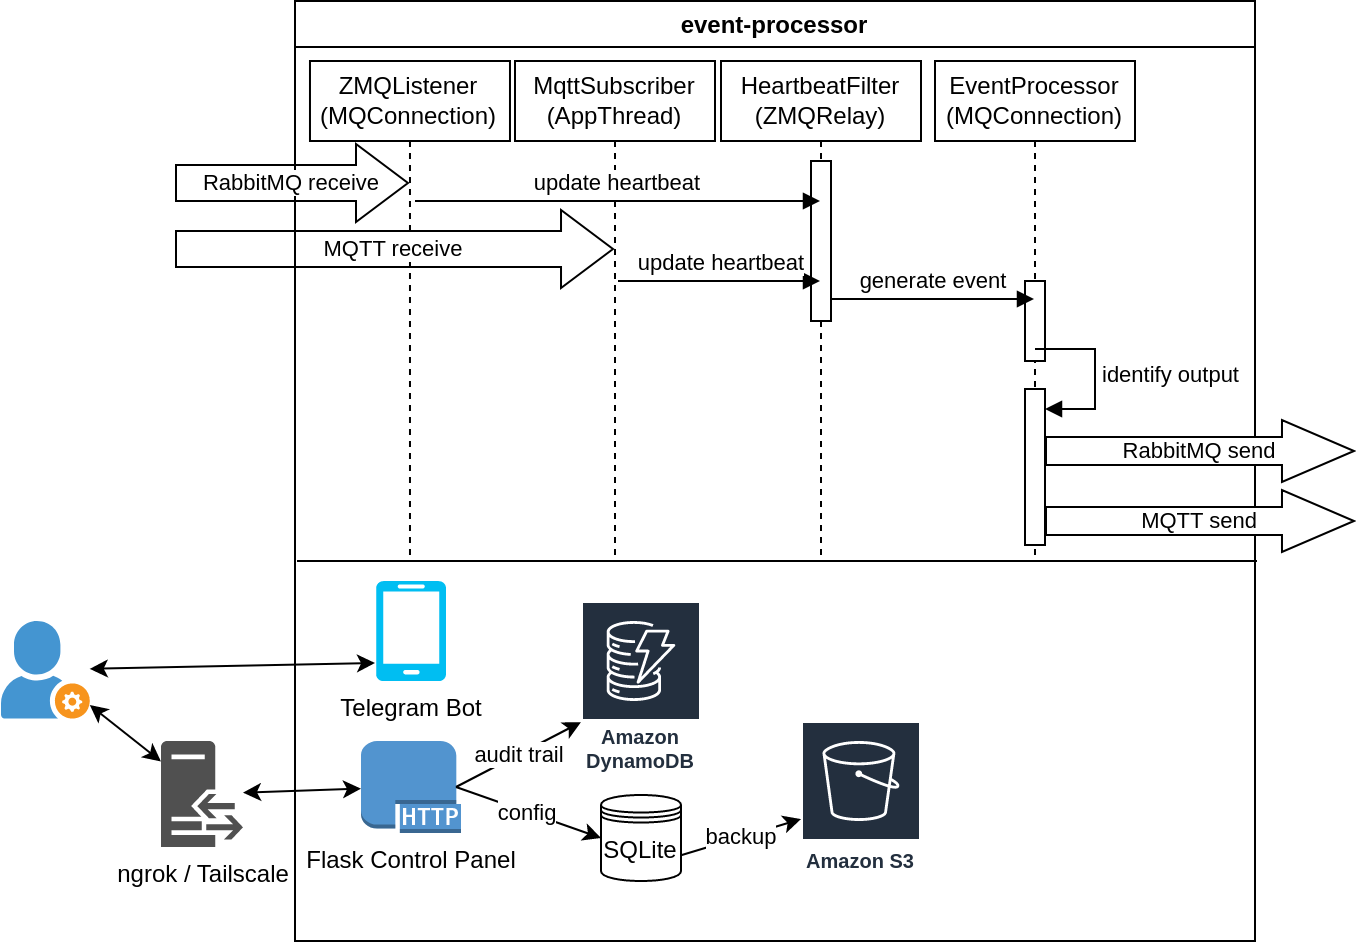 event-processor
ZMQListener
(MQConnection)
MqttSubscriber
(AppThread)
HeartbeatFilter
(ZMQRelay)
EventProcessor
(MQConnection)
RabbitMQ receive
update heartbeat
MQTT receive
update heartbeat
generate event
identify output
RabbitMQ send
MQTT send
Telegram Bot
Amazon
DynamoDB
audit trail
HTTP
config
Flask Control Panel
SQLite
backup
Amazon S3
ngrok / Tailscale